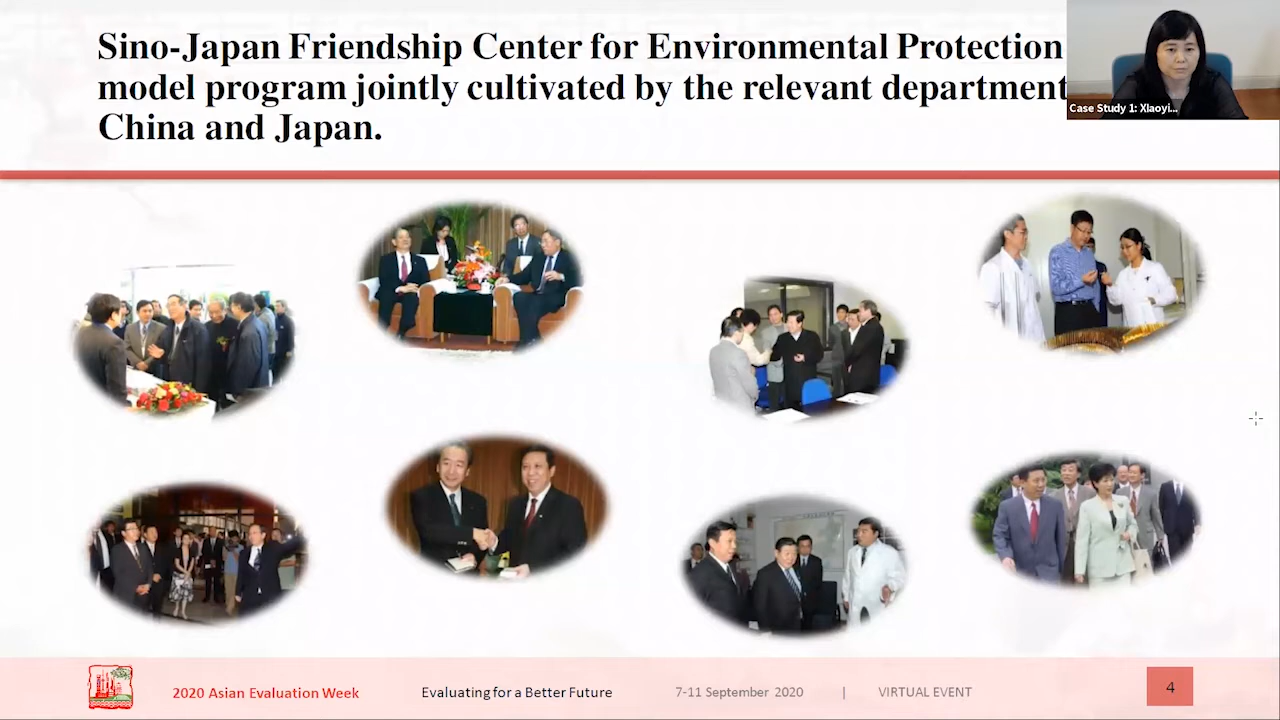 Sino-Japan Friendship Center for Environmental Protection
model program jointly cultivated by the relevant department
China and Japan.
Case Study 1: XIaoyi...
2020 Asian Evaluation Week
Evaluating for a Better Future
7-11 September 2020
|
VIRTUAL EVENT
4